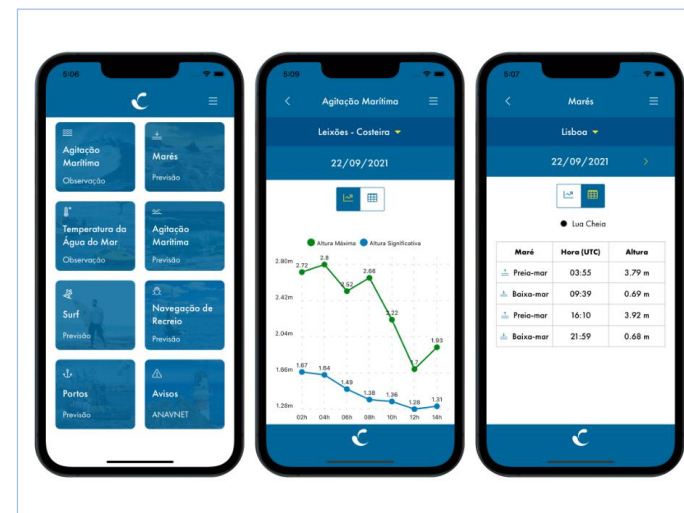 5:06
Agitação
Marítima
Observação
Marés
Previsão
Temperatura da
Água do Mar
Observação
Agitação
Marítima
Previsão
Surf
Previsão
Navegação de
Recreio
Previsão
Portos
Previsão
Avisos
ANAVNET
5:09
Agitação Marítima
Leixões - Costeira
22/09/2021
Altura Máxima Altura Significativa
2.80m
2.42m
2.04m
1.66m
1.28m
2.72
2.8
2.52
2.68
2.22
1.7
1.93
1.67
1.64
1.49
1.38
1.36
1.28
1.31
02h 04h 06h 08h 10h 12h 14h
5:07
Marés
Lisboa
22/09/2021
Lua Cheia
Maré Hora (UTC) Altura
Preia-mar 03:55 3.79 m
Baixa-mar 09:39 0.69 m
Preia-mar 16:10 3.92 m
Baixa-mar 21:59 0.68 m